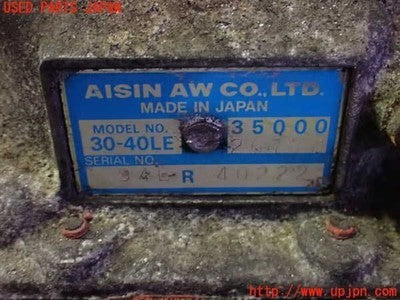 USED PARTS JAPAN
AISIN AW CO.,LTD.
MADE IN JAPAN
MODEL NO. 35000
30-40LE
SERIAL NO.
94L R 40222
http://www.upjpn.com/